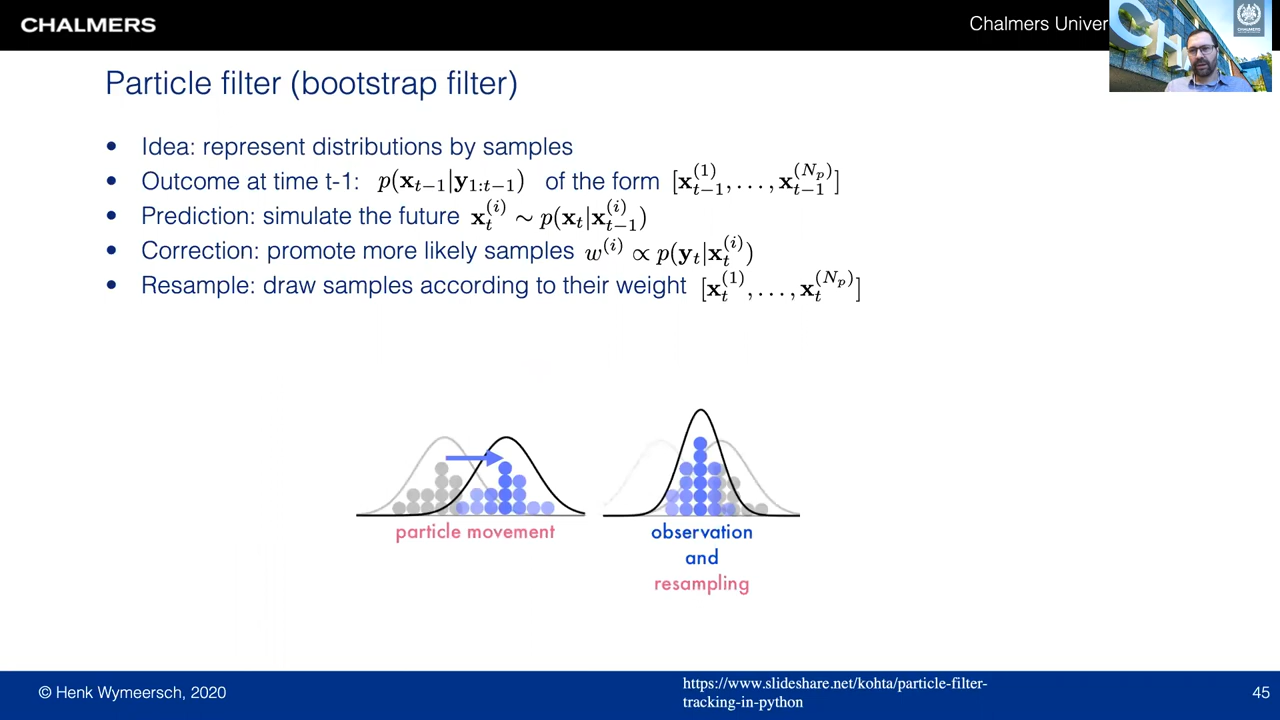 CHALMERS
Chalmers Univer
Particle filter (bootstrap filter)
• Idea: represent distributions by samples
• Outcome at time t-1: p(𝐱_{t−1}|𝐲_{1:t−1}) of the form [𝐱_{t−1}^{(1)}, . . . , 𝐱_{t−1}^{(N_p)}]
• Prediction: simulate the future 𝐱_t^{(i)} ∼ p(𝐱_t|𝐱_{t−1}^{(i)})
• Correction: promote more likely samples w^{(i)} ∝ p(𝐲_t|𝐱_t^{(i)})
• Resample: draw samples according to their weight [𝐱_t^{(1)}, . . . , 𝐱_t^{(N_p)}]
particle movement
observation
and
resampling
© Henk Wymeersch, 2020
https://www.slideshare.net/kohta/particle-filter-
tracking-in-python
45